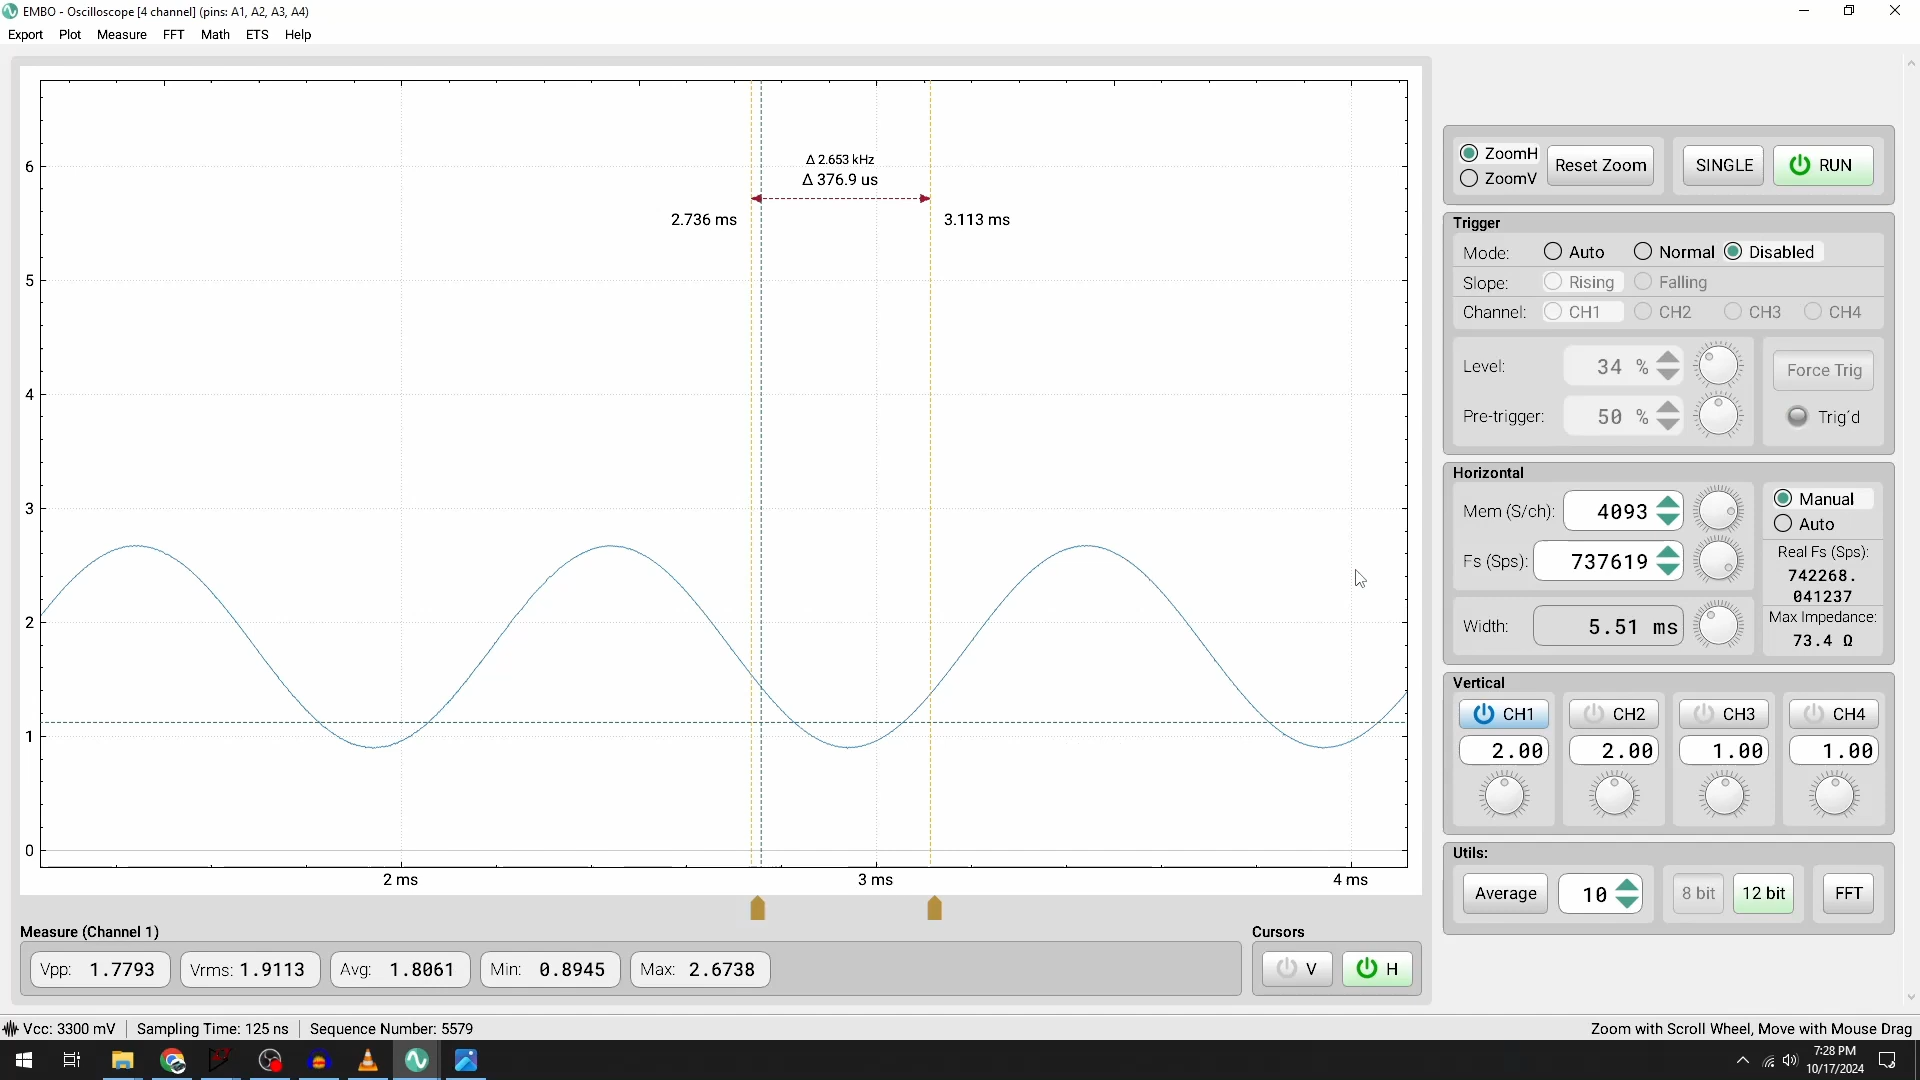 EMBO - Oscilloscope [4 channel] (pins: A1, A2, A3, A4)
Export Plot Measure FFT Math ETS Help
6
5
4
3
2
1
0
Δ 2.653 kHz
Δ 376.9 us
2.736 ms
3.113 ms
2 ms
3 ms
4 ms
ZoomH
ZoomV
Reset Zoom
SINGLE
RUN
Trigger
Mode: Auto Normal Disabled
Slope: Rising Falling
Channel: CH1 CH2 CH3 CH4
Level: 34 %
Force Trig
Pre-trigger: 50 %
Trig´d
Horizontal
Mem (S/ch): 4093
Manual
Auto
Fs (Sps): 737619
Real Fs (Sps):
742268.
041237
Width: 5.51 ms
Max Impedance:
73.4 Ω
Vertical
CH1 CH2 CH3 CH4
2.00 2.00 1.00 1.00
Utils:
Average 10 8 bit 12 bit FFT
Measure (Channel 1)
Vpp: 1.7793 Vrms: 1.9113 Avg: 1.8061 Min: 0.8945 Max: 2.6738
Cursors
V H
Vcc: 3300 mV Sampling Time: 125 ns Sequence Number: 5579
Zoom with Scroll Wheel, Move with Mouse Drag
7:28 PM
10/17/2024